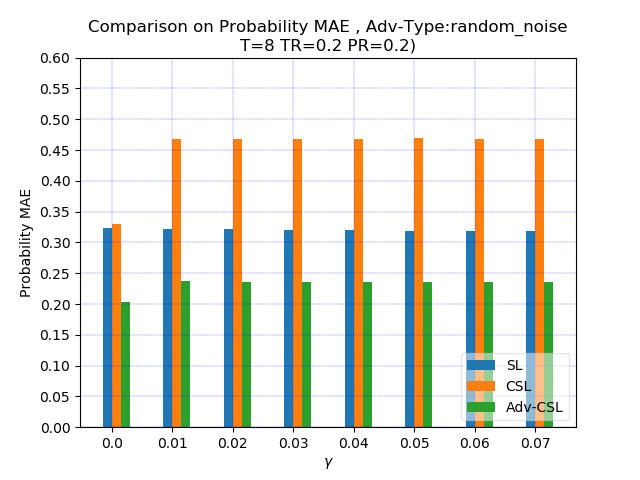 Comparison on Probability MAE , Adv-Type:random_noise
T=8 TR=0.2 PR=0.2)
0.60
0.55
0.50
0.45
0.40
0.35
0.30
0.25
0.20
0.15
0.10
0.05
0.00
Probability MAE
SL
CSL
Adv-CSL
0.0 0.01 0.02 0.03 0.04 0.05 0.06 0.07
γ